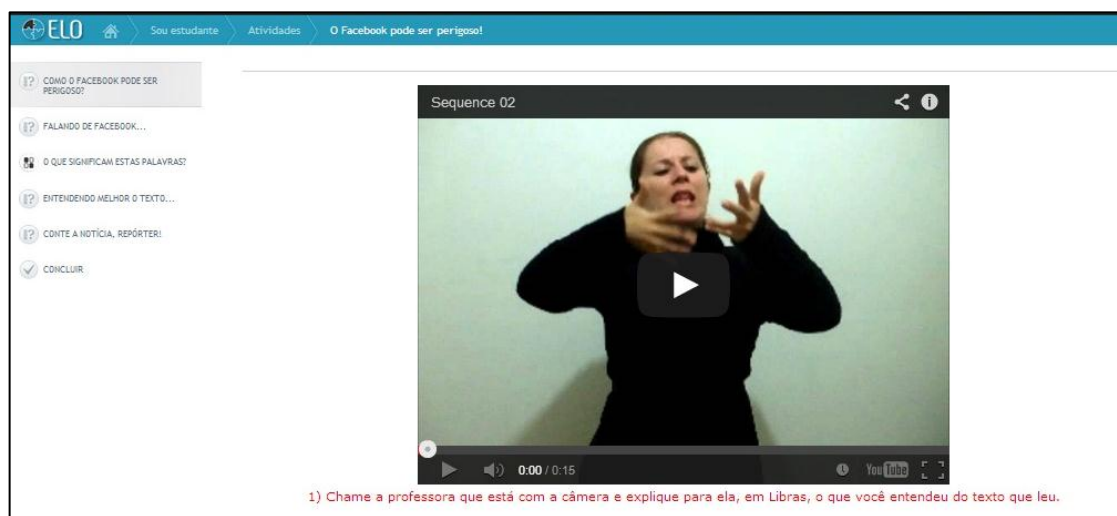 ELO Sou estudante Atividades O Facebook pode ser perigoso!
COMO O FACEBOOK PODE SER
PERIGOSO?
FALANDO DE FACEBOOK...
O QUE SIGNIFICAM ESTAS PALAVRAS?
ENTENDENDO MELHOR O TEXTO...
CONTE A NOTÍCIA, REPÓRTER!
CONCLUIR
Sequence 02
0:00 / 0:15 YouTube
1) Chame a professora que está com a câmera e explique para ela, em Libras, o que você entendeu do texto que leu.